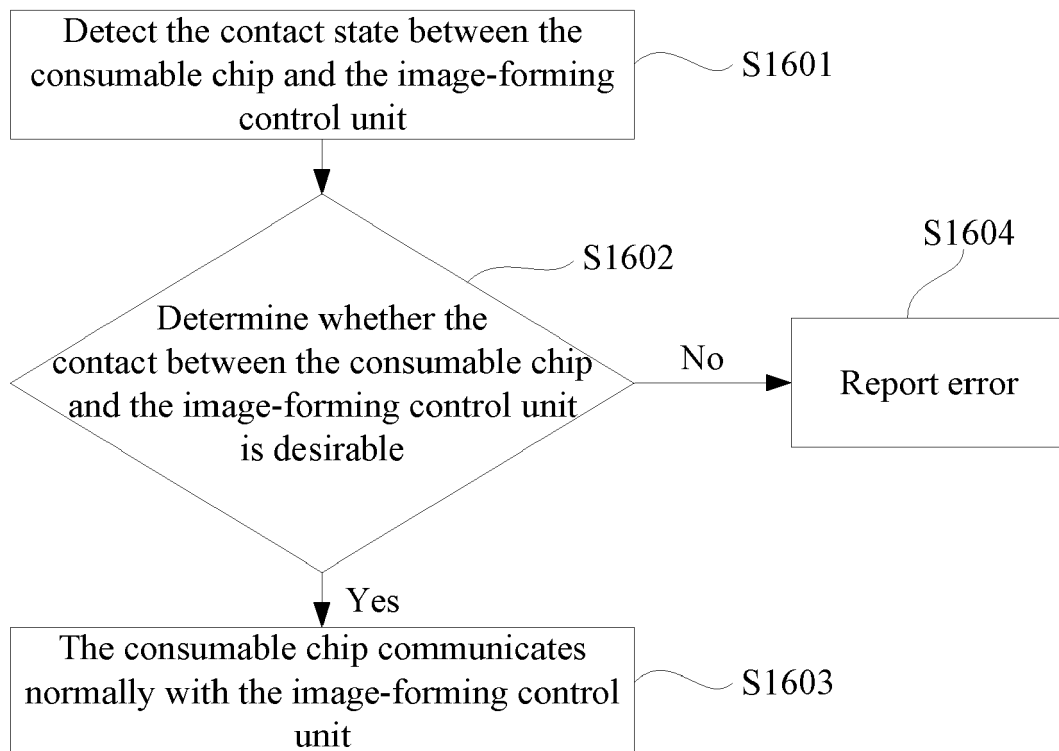 Detect the contact state between the
consumable chip and the image-forming
control unit
S1601
S1602
Determine whether the
contact between the consumable chip
and the image-forming control unit
is desirable
No
S1604
Report error
Yes
The consumable chip communicates
normally with the image-forming control
unit
S1603